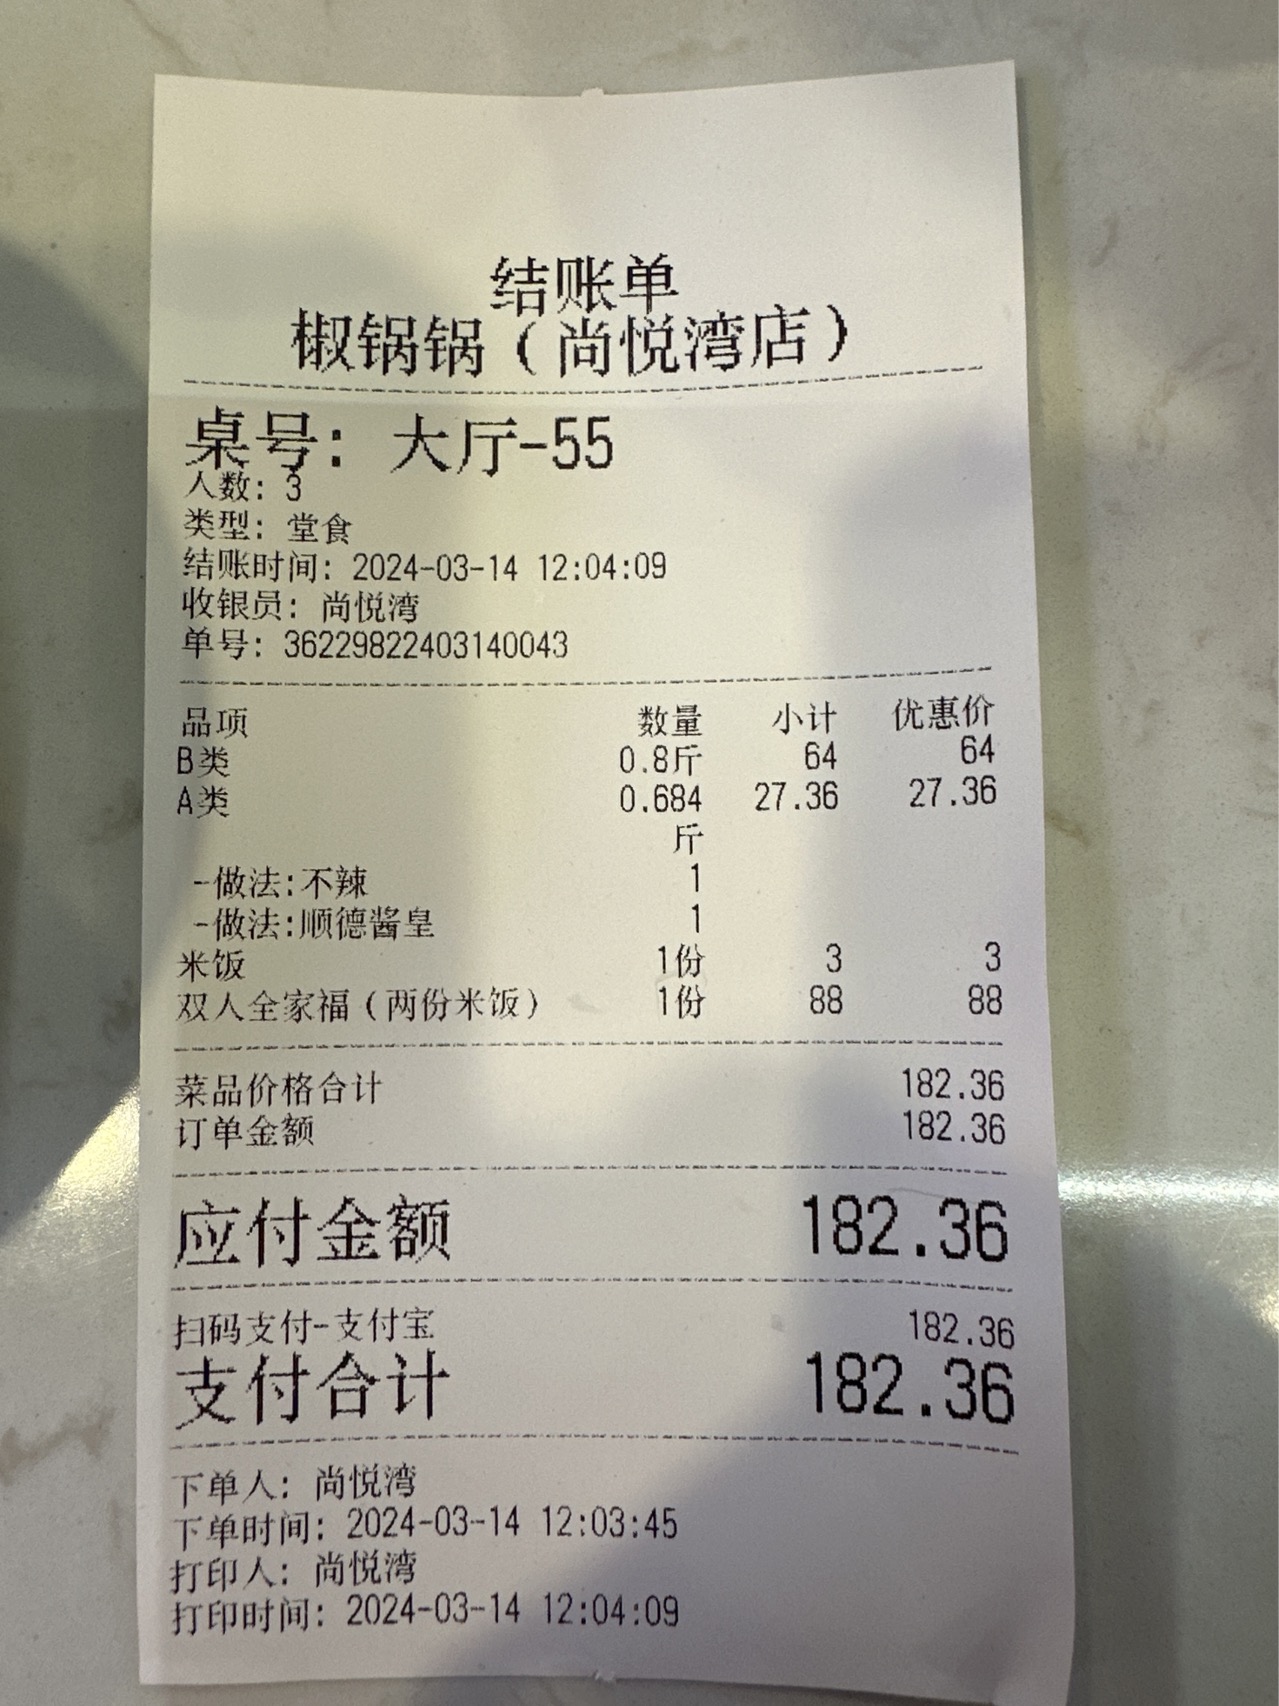 结账单
椒锅锅（尚悦湾店）
桌号：大厅-55
人数：3
类型：堂食
结账时间：2024-03-14 12:04:09
收银员：尚悦湾
单号：36229822403140043
品项 数量 小计 优惠价
B类 0.8斤 64 64
A类 0.684 27.36 27.36
斤
-做法:不辣 1
-做法:顺德酱皇 1
米饭 1份 3 3
双人全家福（两份米饭） 1份 88 88
菜品价格合计 182.36
订单金额 182.36
应付金额 182.36
扫码支付-支付宝 182.36
支付合计 182.36
下单人：尚悦湾
下单时间：2024-03-14 12:03:45
打印人：尚悦湾
打印时间：2024-03-14 12:04:09